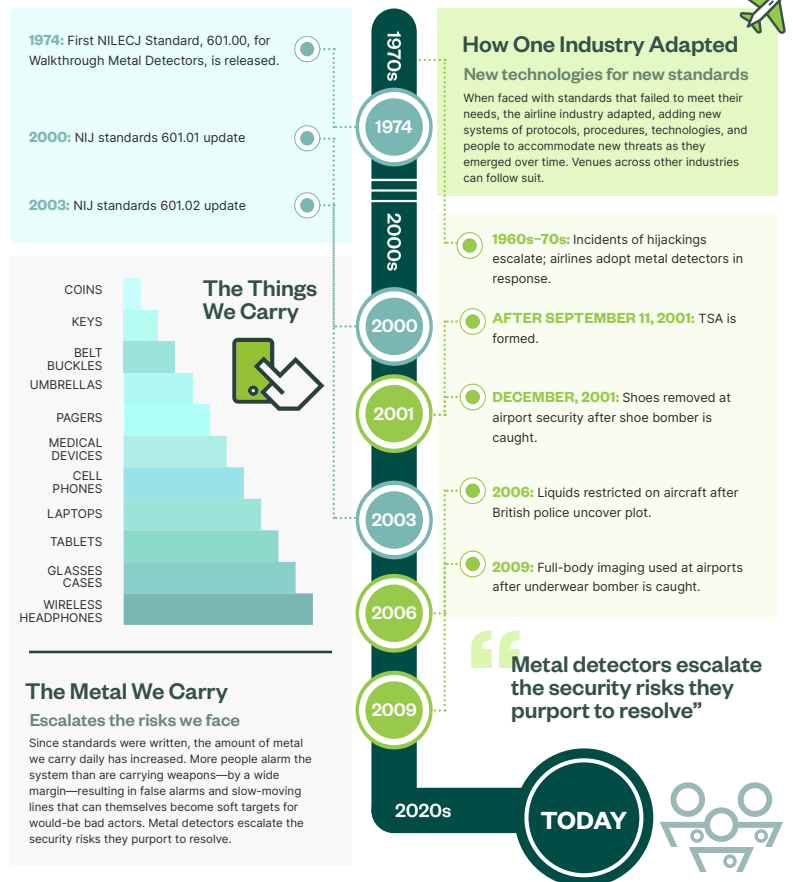 1974: First NILECJ Standard, 601.00, for
Walkthrough Metal Detectors, is released.
2000: NIJ standards 601.01 update
2003: NIJ standards 601.02 update
The Things
We Carry
COINS
KEYS
BELT
BUCKLES
UMBRELLAS
PAGERS
MEDICAL
DEVICES
CELL
PHONES
LAPTOPS
TABLETS
GLASSES
CASES
WIRELESS
HEADPHONES
The Metal We Carry
Escalates the risks we face
Since standards were written, the amount of metal
we carry daily has increased. More people alarm the
system than are carrying weapons—by a wide
margin—resulting in false alarms and slow-moving
lines that can themselves become soft targets for
would-be bad actors. Metal detectors escalate the
security risks they purport to resolve.
1970s
1974
2000s
2000
2001
2003
2006
2009
2020s
TODAY
How One Industry Adapted
New technologies for new standards
When faced with standards that failed to meet their
needs, the airline industry adapted, adding new
systems of protocols, procedures, technologies, and
people to accommodate new threats as they
emerged over time. Venues across other industries
can follow suit.
1960s–70s: Incidents of hijackings
escalate; airlines adopt metal detectors in
response.
AFTER SEPTEMBER 11, 2001: TSA is
formed.
DECEMBER, 2001: Shoes removed at
airport security after shoe bomber is
caught.
2006: Liquids restricted on aircraft after
British police uncover plot.
2009: Full-body imaging used at airports
after underwear bomber is caught.
“Metal detectors escalate
the security risks they
purport to resolve”